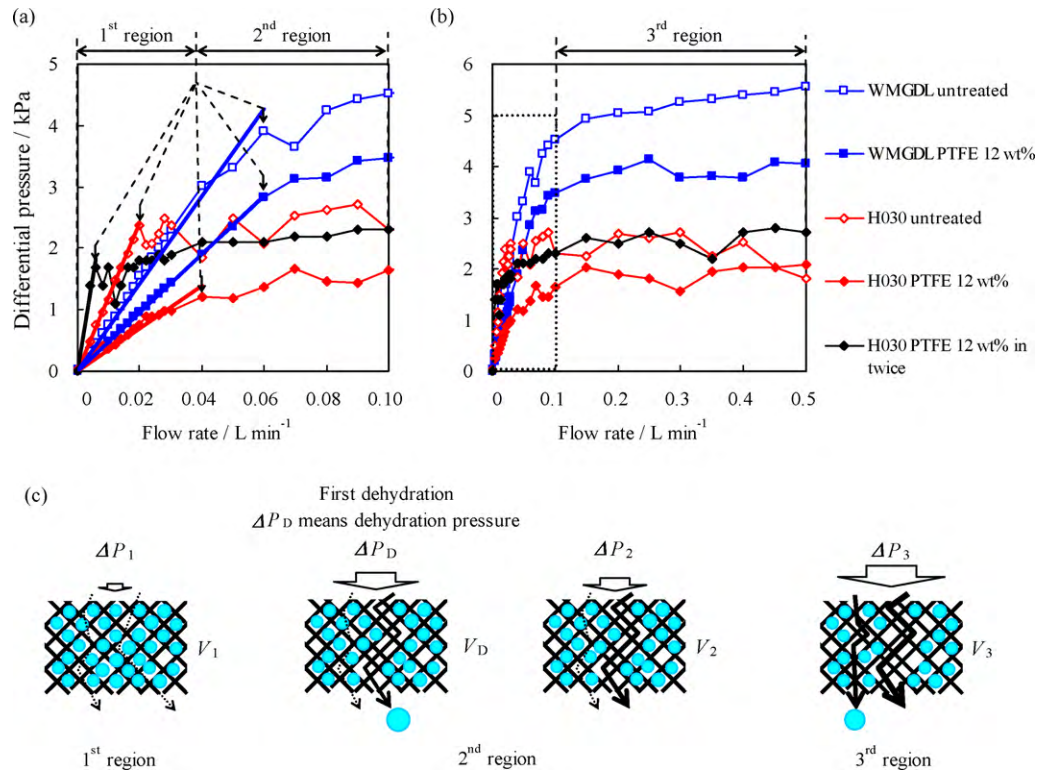 (a)
1st region
2nd region
5
4
3
2
1
0
Differential pressure / kPa
0 0.02 0.04 0.06 0.08 0.10
Flow rate / L min-1
(b)
3rd region
6
5
4
3
2
1
0
0 0.1 0.2 0.3 0.4 0.5
Flow rate / L min-1
WMGDL untreated
WMGDL PTFE 12 wt%
H030 untreated
H030 PTFE 12 wt%
H030 PTFE 12 wt% in
twice
(c)
First dehydration
ΔPD means dehydration pressure
ΔP1
ΔPD
ΔP2
ΔP3
V1
VD
V2
V3
1st region
2nd region
3rd region